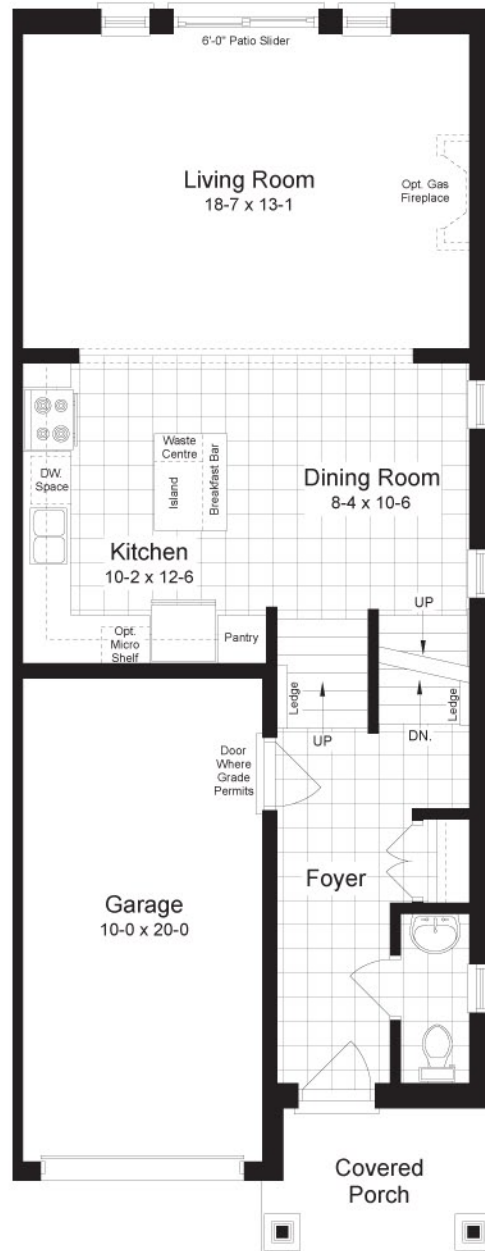 6'-0" Patio Slider
Living Room
18-7 x 13-1
Opt. Gas
Fireplace
DW.
Space
Waste
Centre
Island
Breakfast Bar
Dining Room
8-4 x 10-6
Kitchen
10-2 x 12-6
Opt.
Micro
Shelf
Pantry
UP
Ledge
UP
Ledge
DN.
Door
Where
Grade
Permits
Foyer
Garage
10-0 x 20-0
Covered
Porch